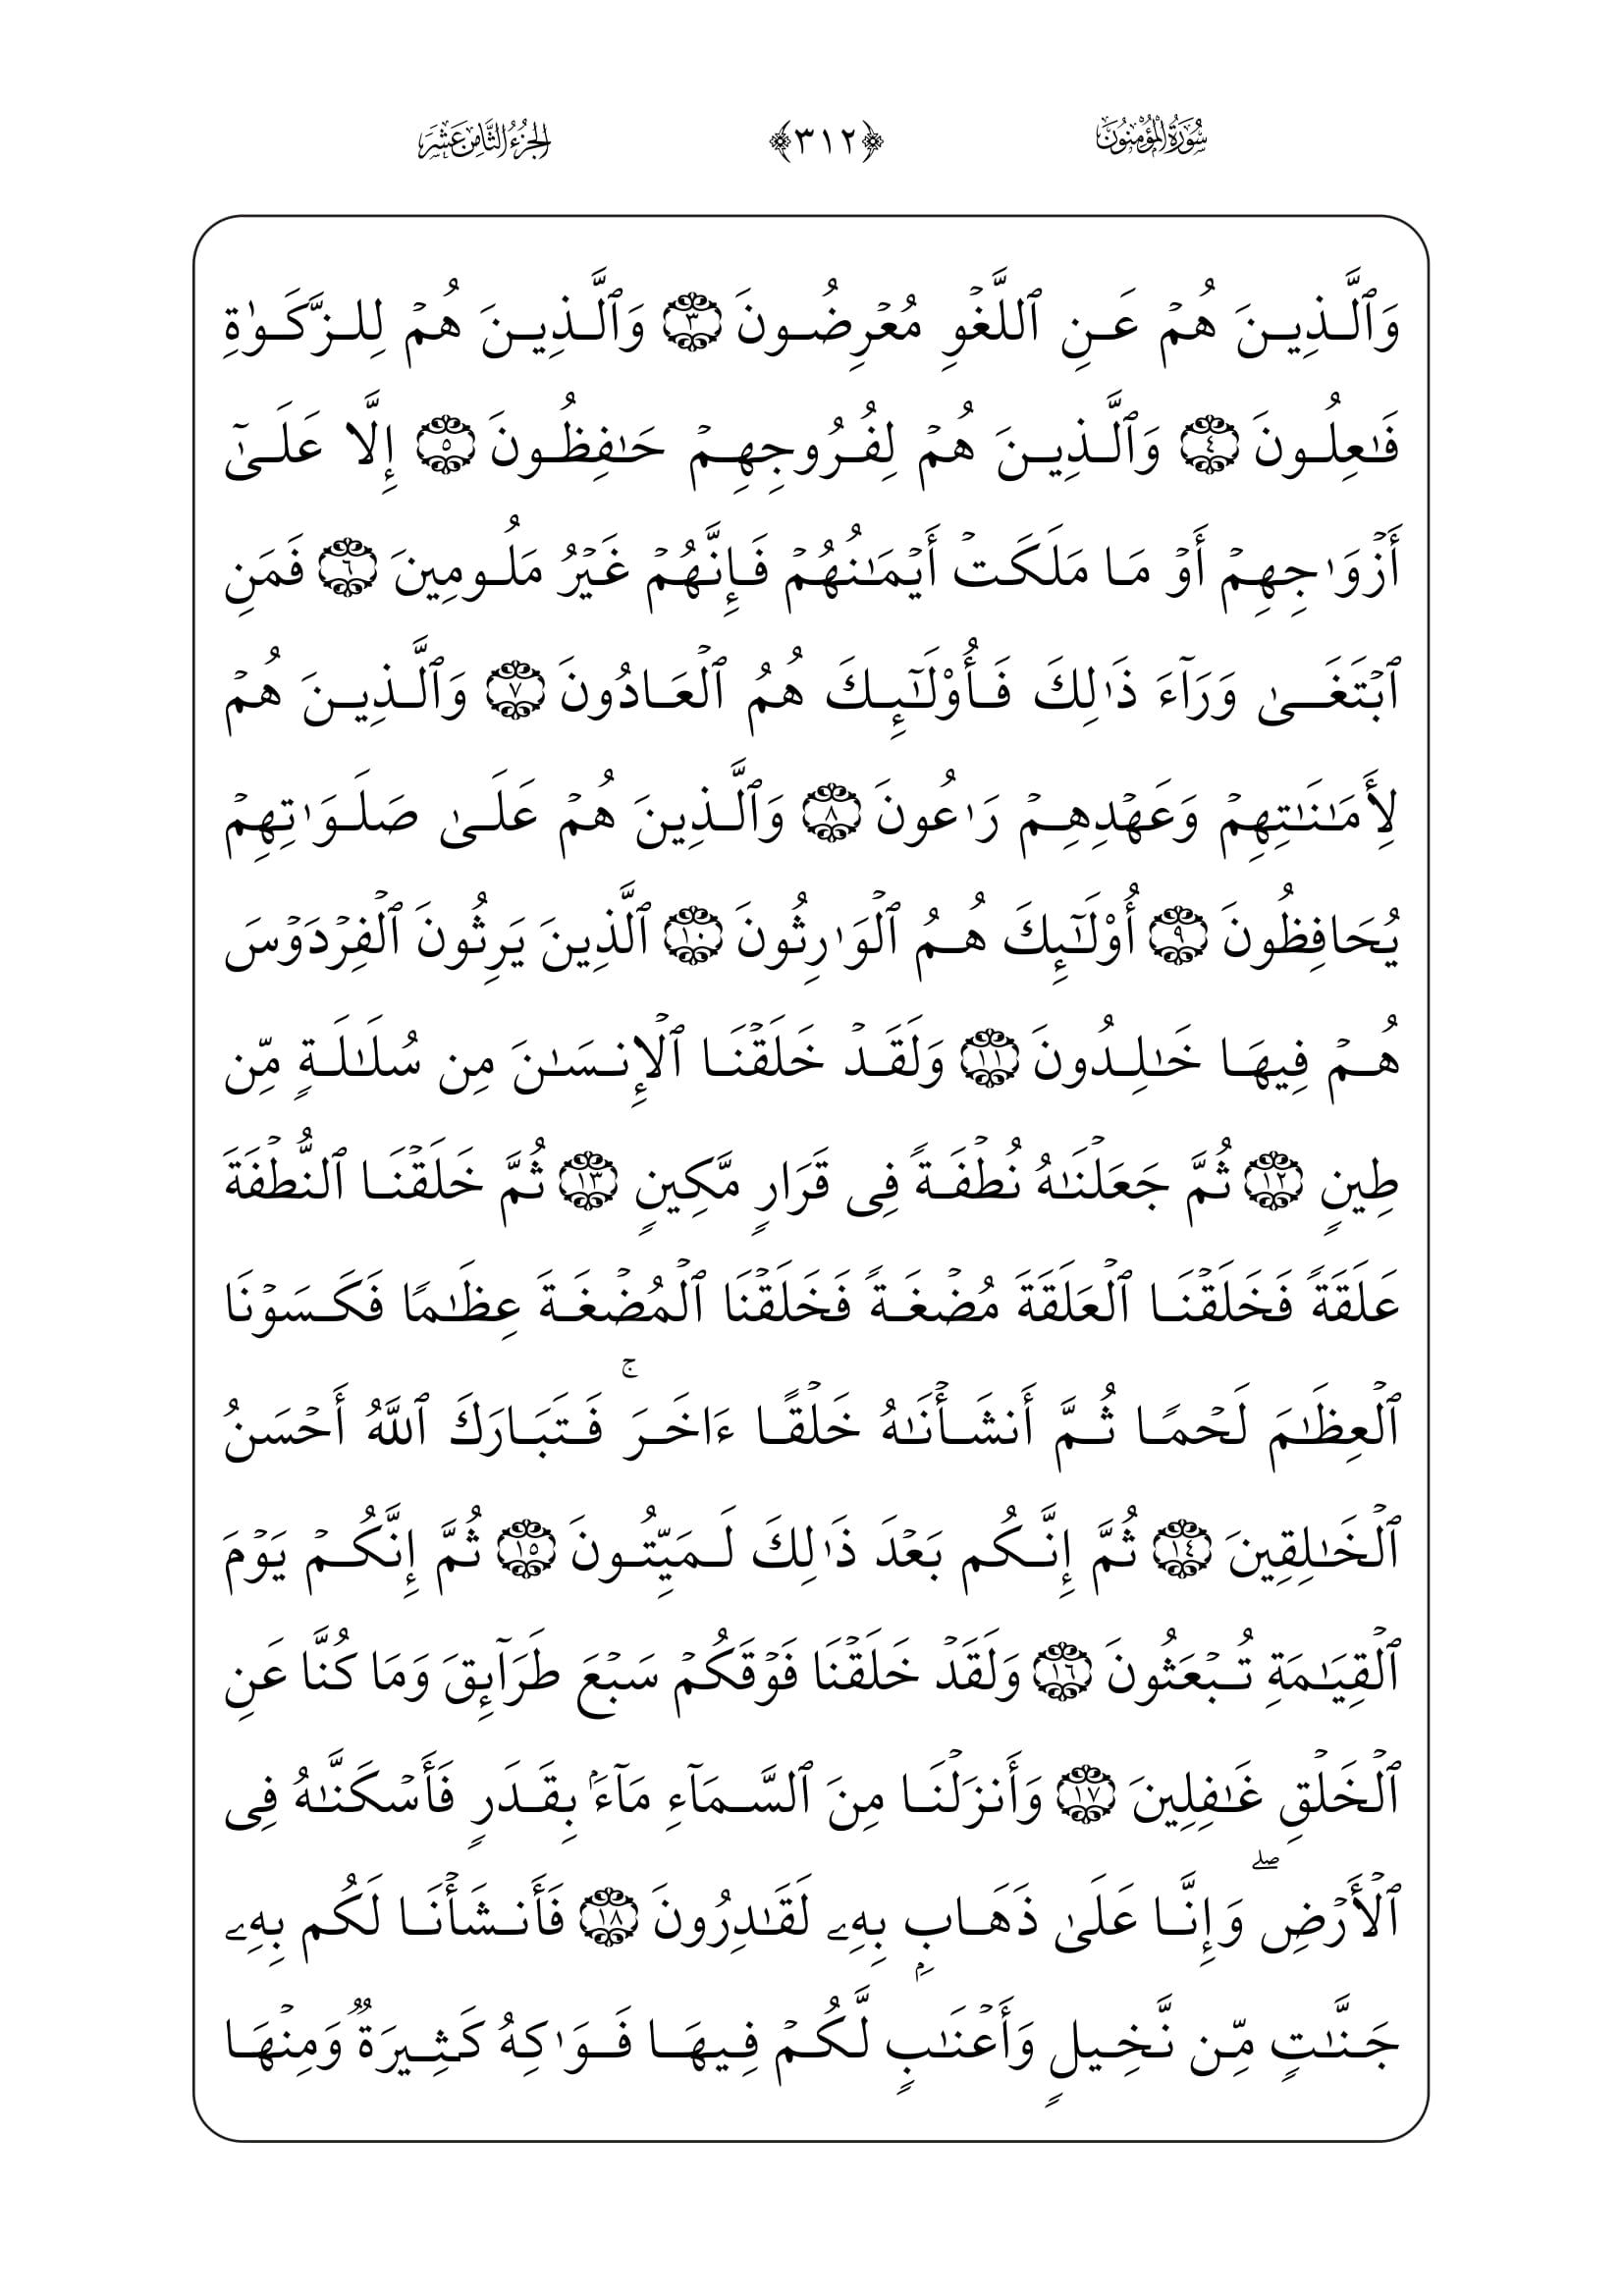 سُورَةُ الْمُؤْمِنُونَ ﴿٣١٢﴾ الجُزْءُ الثَّامِنَ عَشَرَ
وَٱلَّذِينَ هُمۡ عَنِ ٱللَّغۡوِ مُعۡرِضُونَ ٣ وَٱلَّذِينَ هُمۡ لِلزَّكَوٰةِ
فَٰعِلُونَ ٤ وَٱلَّذِينَ هُمۡ لِفُرُوجِهِمۡ حَٰفِظُونَ ٥ إِلَّا عَلَىٰٓ
أَزۡوَٰجِهِمۡ أَوۡ مَا مَلَكَتۡ أَيۡمَٰنُهُمۡ فَإِنَّهُمۡ غَيۡرُ مَلُومِينَ ٦ فَمَنِ
ٱبۡتَغَىٰ وَرَآءَ ذَٰلِكَ فَأُوْلَٰٓئِكَ هُمُ ٱلۡعَادُونَ ٧ وَٱلَّذِينَ هُمۡ
لِأَمَٰنَٰتِهِمۡ وَعَهۡدِهِمۡ رَٰعُونَ ٨ وَٱلَّذِينَ هُمۡ عَلَىٰ صَلَوَٰتِهِمۡ
يُحَافِظُونَ ٩ أُوْلَٰٓئِكَ هُمُ ٱلۡوَٰرِثُونَ ١٠ ٱلَّذِينَ يَرِثُونَ ٱلۡفِرۡدَوۡسَ
هُمۡ فِيهَا خَٰلِدُونَ ١١ وَلَقَدۡ خَلَقۡنَا ٱلۡإِنسَٰنَ مِن سُلَٰلَةٖ مِّن
طِينٖ ١٢ ثُمَّ جَعَلۡنَٰهُ نُطۡفَةٗ فِي قَرَارٖ مَّكِينٖ ١٣ ثُمَّ خَلَقۡنَا ٱلنُّطۡفَةَ
عَلَقَةٗ فَخَلَقۡنَا ٱلۡعَلَقَةَ مُضۡغَةٗ فَخَلَقۡنَا ٱلۡمُضۡغَةَ عِظَٰمٗا فَكَسَوۡنَا
ٱلۡعِظَٰمَ لَحۡمٗا ثُمَّ أَنشَأۡنَٰهُ خَلۡقًا ءَاخَرَۚ فَتَبَارَكَ ٱللَّهُ أَحۡسَنُ
ٱلۡخَٰلِقِينَ ١٤ ثُمَّ إِنَّكُم بَعۡدَ ذَٰلِكَ لَمَيِّتُونَ ١٥ ثُمَّ إِنَّكُمۡ يَوۡمَ
ٱلۡقِيَٰمَةِ تُبۡعَثُونَ ١٦ وَلَقَدۡ خَلَقۡنَا فَوۡقَكُمۡ سَبۡعَ طَرَآئِقَ وَمَا كُنَّا عَنِ
ٱلۡخَلۡقِ غَٰفِلِينَ ١٧ وَأَنزَلۡنَا مِنَ ٱلسَّمَآءِ مَآءَۢ بِقَدَرٖ فَأَسۡكَنَّٰهُ فِي
ٱلۡأَرۡضِۖ وَإِنَّا عَلَىٰ ذَهَابِۭ بِهِۦ لَقَٰدِرُونَ ١٨ فَأَنشَأۡنَا لَكُم بِهِۦ
جَنَّٰتٖ مِّن نَّخِيلٖ وَأَعۡنَٰبٖ لَّكُمۡ فِيهَا فَوَٰكِهُ كَثِيرَةٞ وَمِنۡهَا